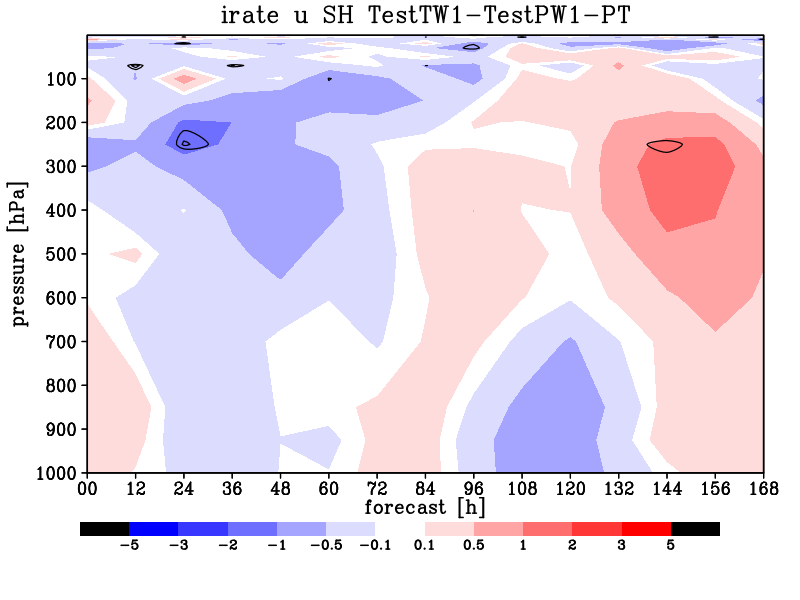 irate u SH TestTW1-TestPW1-PT
100
200
300
400
500
600
700
800
900
1000
pressure [hPa]
00 12 24 36 48 60 72 84 96 108 120 132 144 156 168
forecast [h]
-5 -3 -2 -1 -0.5 -0.1 0.1 0.5 1 2 3 5